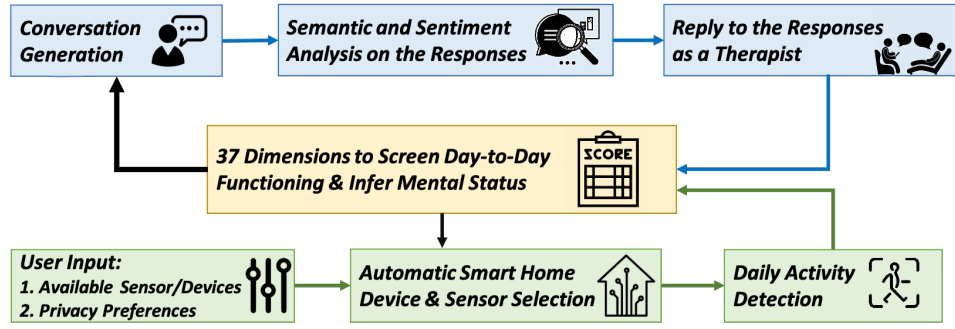 Conversation
Generation
Semantic and Sentiment
Analysis on the Responses
Reply to the Responses
as a Therapist
37 Dimensions to Screen Day-to-Day
Functioning & Infer Mental Status
SCORE
User Input:
1. Available Sensor/Devices
2. Privacy Preferences
Automatic Smart Home
Device & Sensor Selection
Daily Activity
Detection